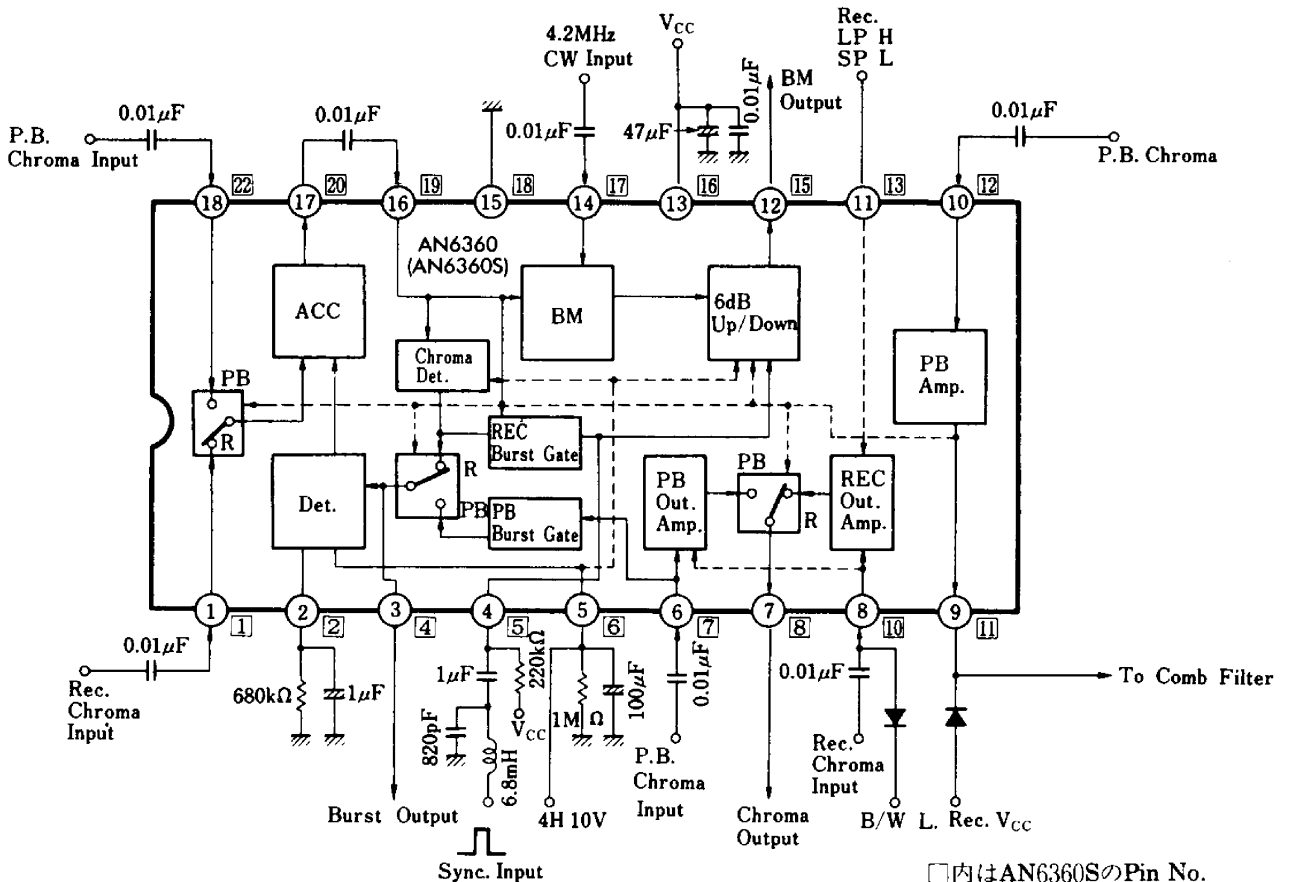 4.2MHz
CW Input
VCC
Rec.
LP H
SP L
0.01μF
P.B.
Chroma Input
0.01μF
0.01μF
47μF
0.01μF
BM
Output
0.01μF
P.B. Chroma
22
20
19
18
17
16
15
13
12
18
17
16
15
14
13
12
11
10
AN6360
(AN6360S)
ACC
BM
6dB
Up/Down
Chroma
Det.
PB
Amp.
PB
R
REC
Burst Gate
R
PB
PB
Burst Gate
Det.
PB
Out.
Amp.
PB
R
REC
Out.
Amp.
1
2
3
4
5
6
7
8
9
1
2
4
5
6
7
8
10
11
0.01μF
Rec.
Chroma
Input
680kΩ
1μF
Burst Output
1μF
220kΩ
VCC
820pF
6.8mH
Sync. Input
1MΩ
100μF
4H 10V
0.01μF
P.B.
Chroma
Input
Chroma
Output
0.01μF
Rec.
Chroma
Input
B/W L.
Rec. VCC
To Comb Filter
□内はAN6360SのPin No.